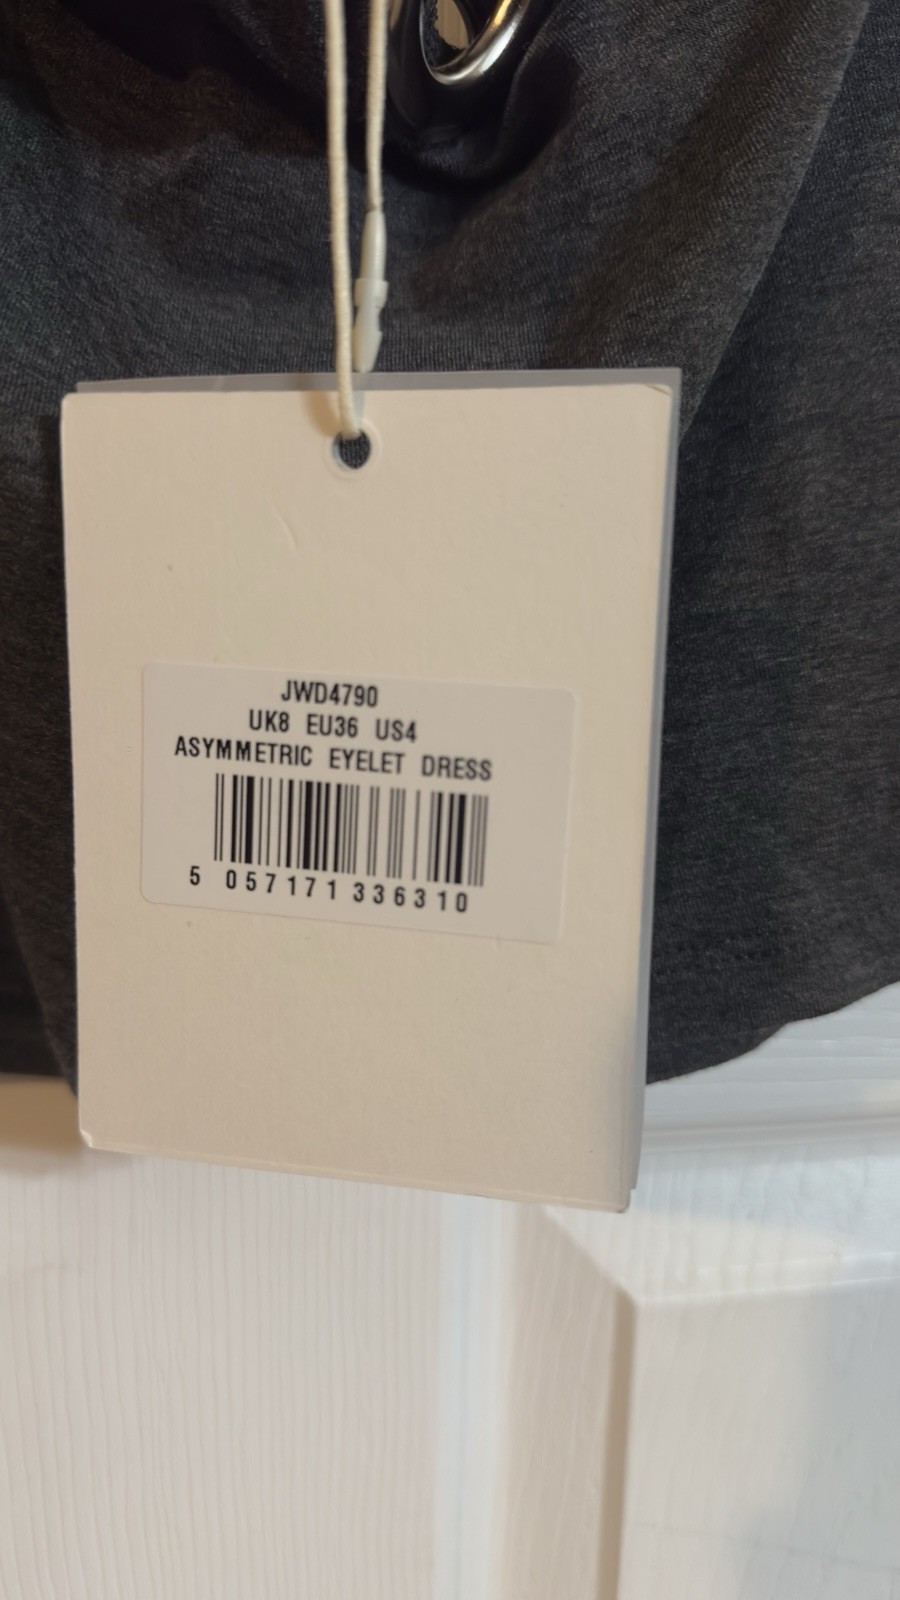 JWD4790
UK8 EU36 US4
ASYMMETRIC EYELET DRESS
5 057171 336310